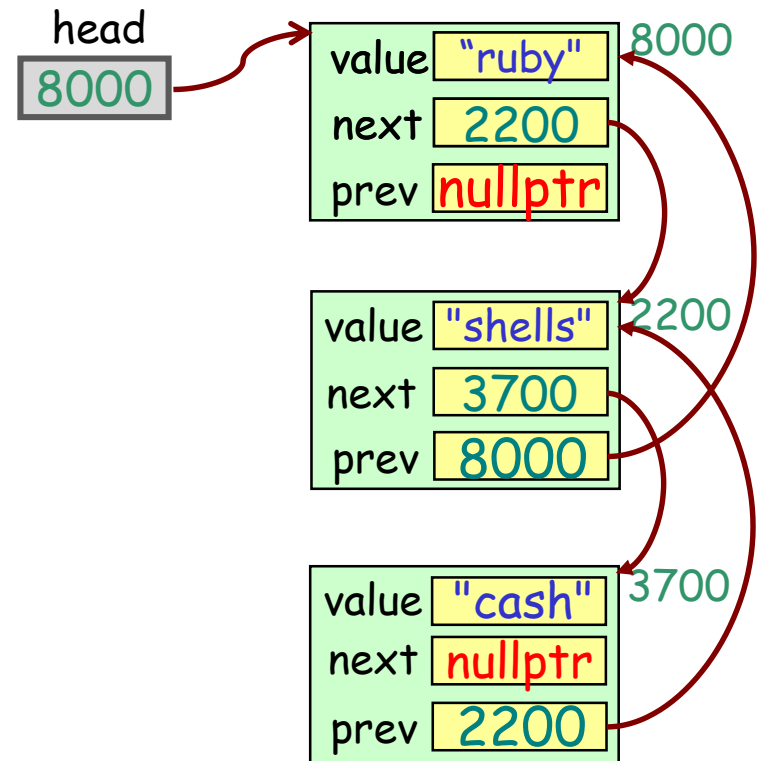 head
8000
8000
value “ruby"
next 2200
prev nullptr
2200
value "shells"
next 3700
prev 8000
3700
value "cash"
next nullptr
prev 2200